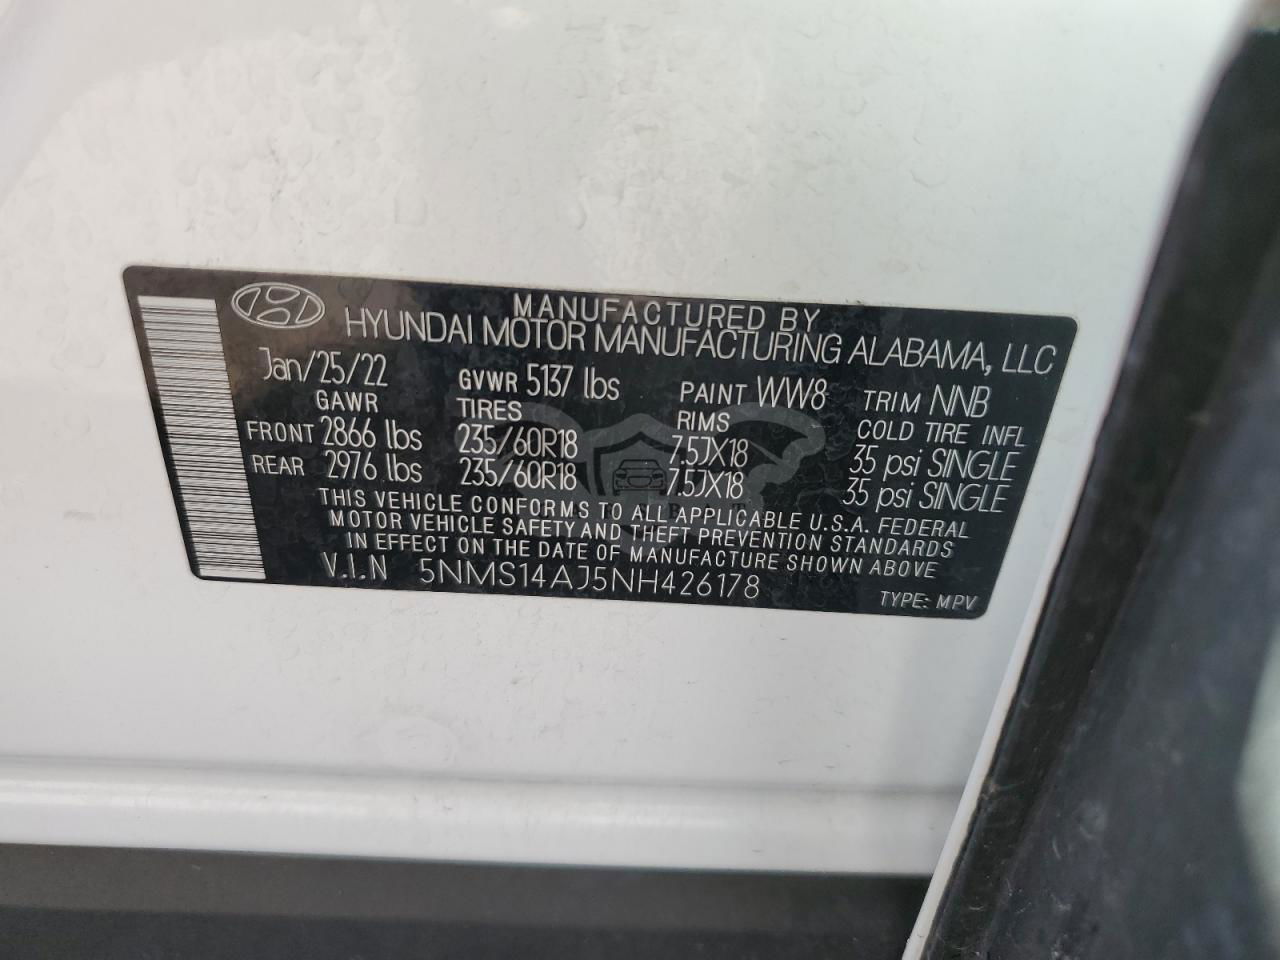 MANUFACTURED BY
HYUNDAI MOTOR MANUFACTURING ALABAMA, LLC
Jan/25/22 GVWR 5137 lbs PAINT WW8 TRIM NNB
GAWR TIRES RIMS COLD TIRE INFL
FRONT 2866 lbs 235/60R18 7.5JX18 35 psi SINGLE
REAR 2976 lbs 235/60R18 7.5JX18 35 psi SINGLE
THIS VEHICLE CONFORMS TO ALL APPLICABLE U.S.A. FEDERAL
MOTOR VEHICLE SAFETY AND THEFT PREVENTION STANDARDS
IN EFFECT ON THE DATE OF MANUFACTURE SHOWN ABOVE
V.I.N 5NMS14AJ5NH426178
TYPE: MPV